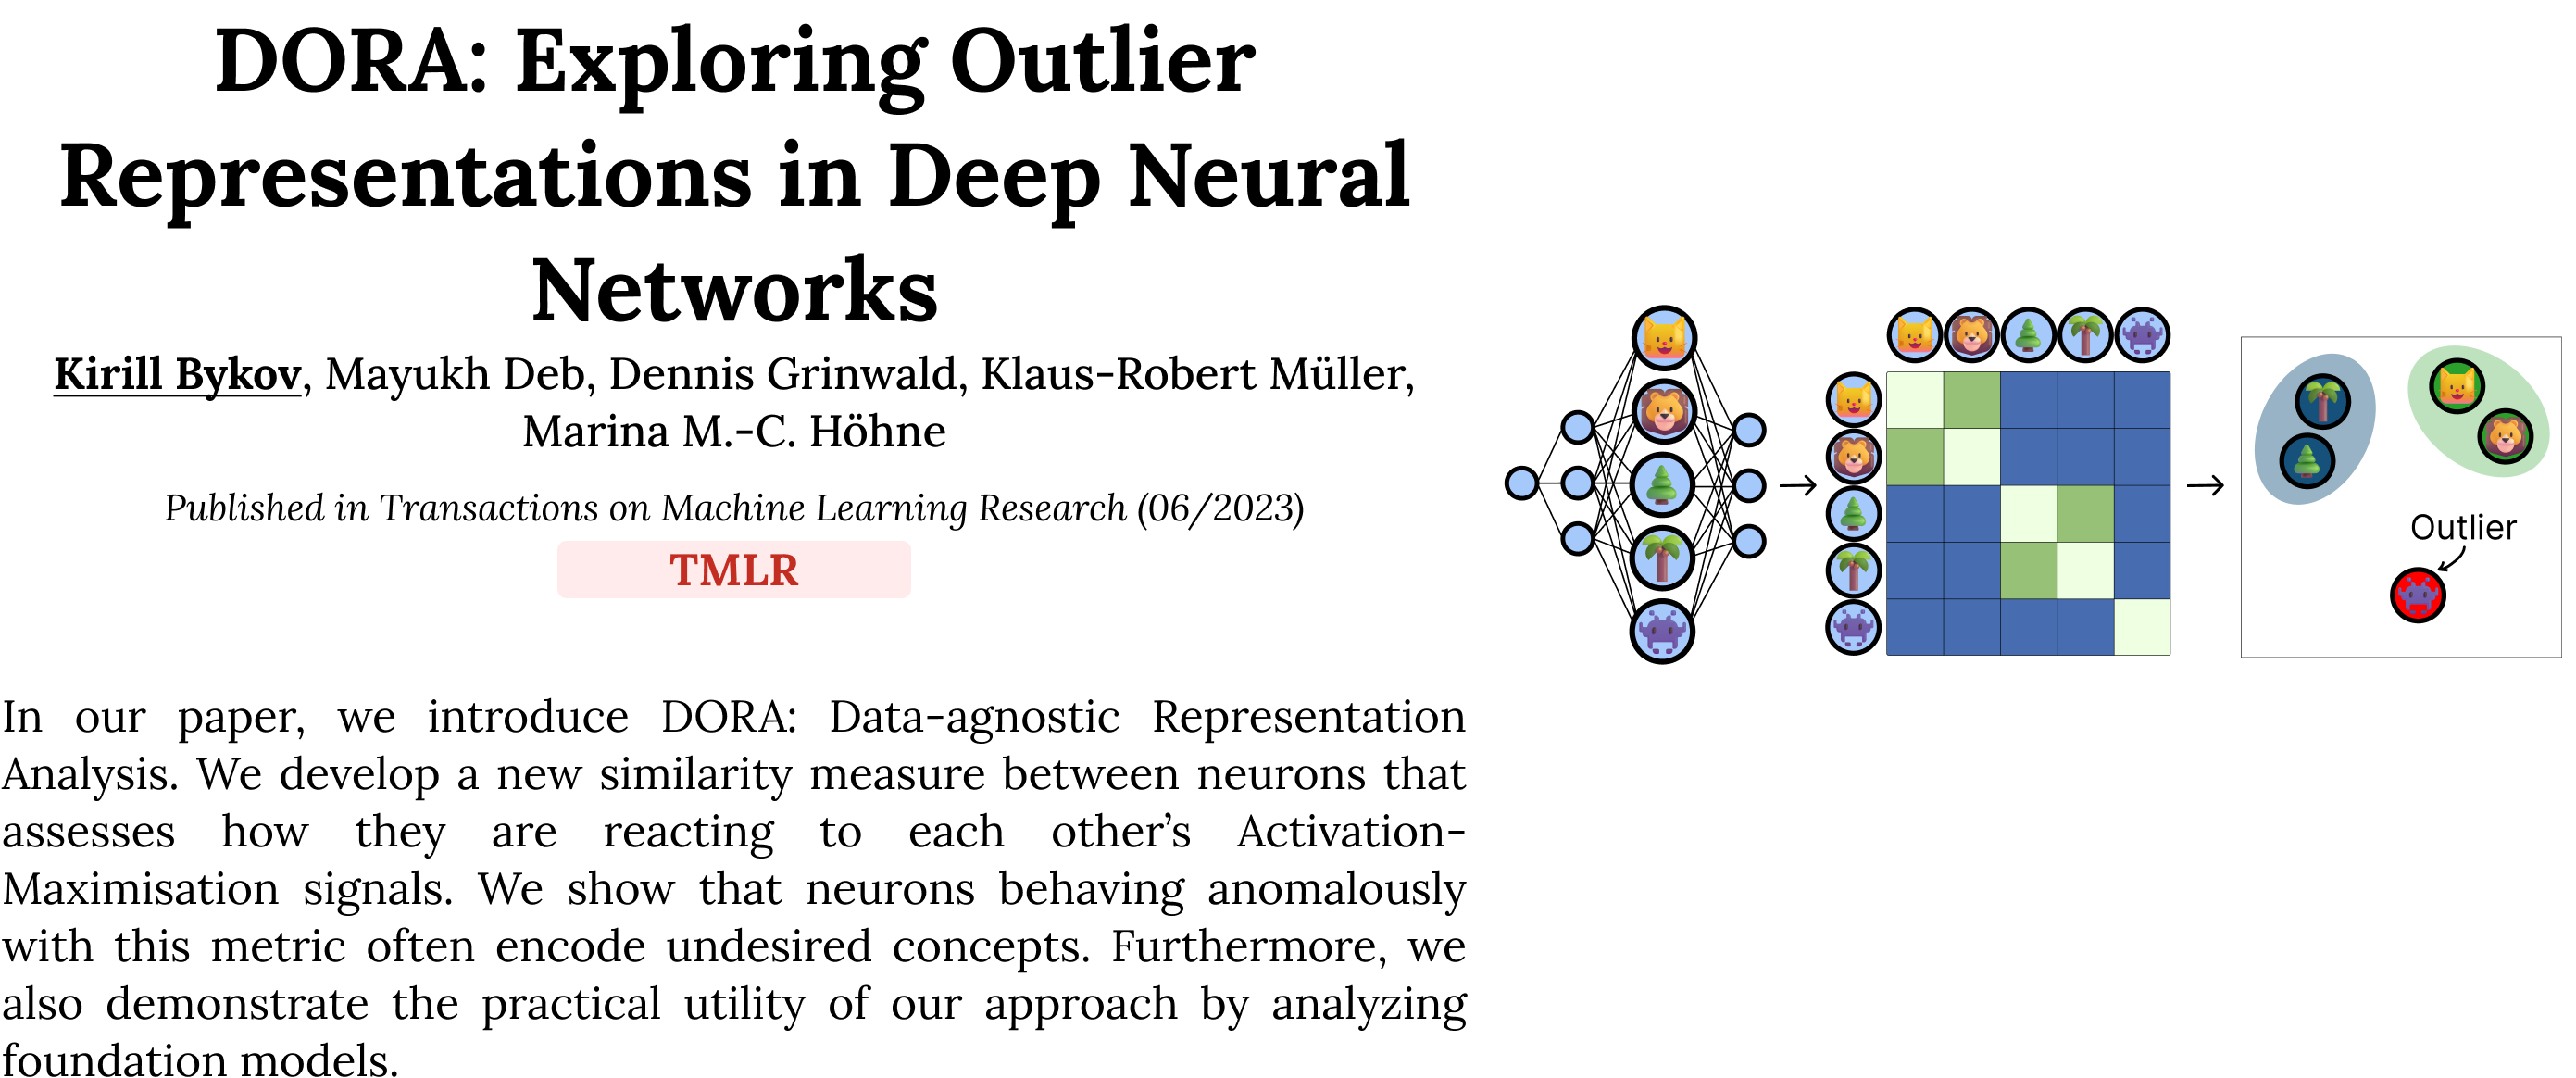 DORA: Exploring Outlier
Representations in Deep Neural
Networks
Kirill Bykov, Mayukh Deb, Dennis Grinwald, Klaus-Robert Müller,
Marina M.-C. Höhne
Published in Transactions on Machine Learning Research (06/2023)
TMLR
In our paper, we introduce DORA: Data-agnostic Representation
Analysis. We develop a new similarity measure between neurons that
assesses how they are reacting to each other’s Activation-
Maximisation signals. We show that neurons behaving anomalously
with this metric often encode undesired concepts. Furthermore, we
also demonstrate the practical utility of our approach by analyzing
foundation models.
Outlier